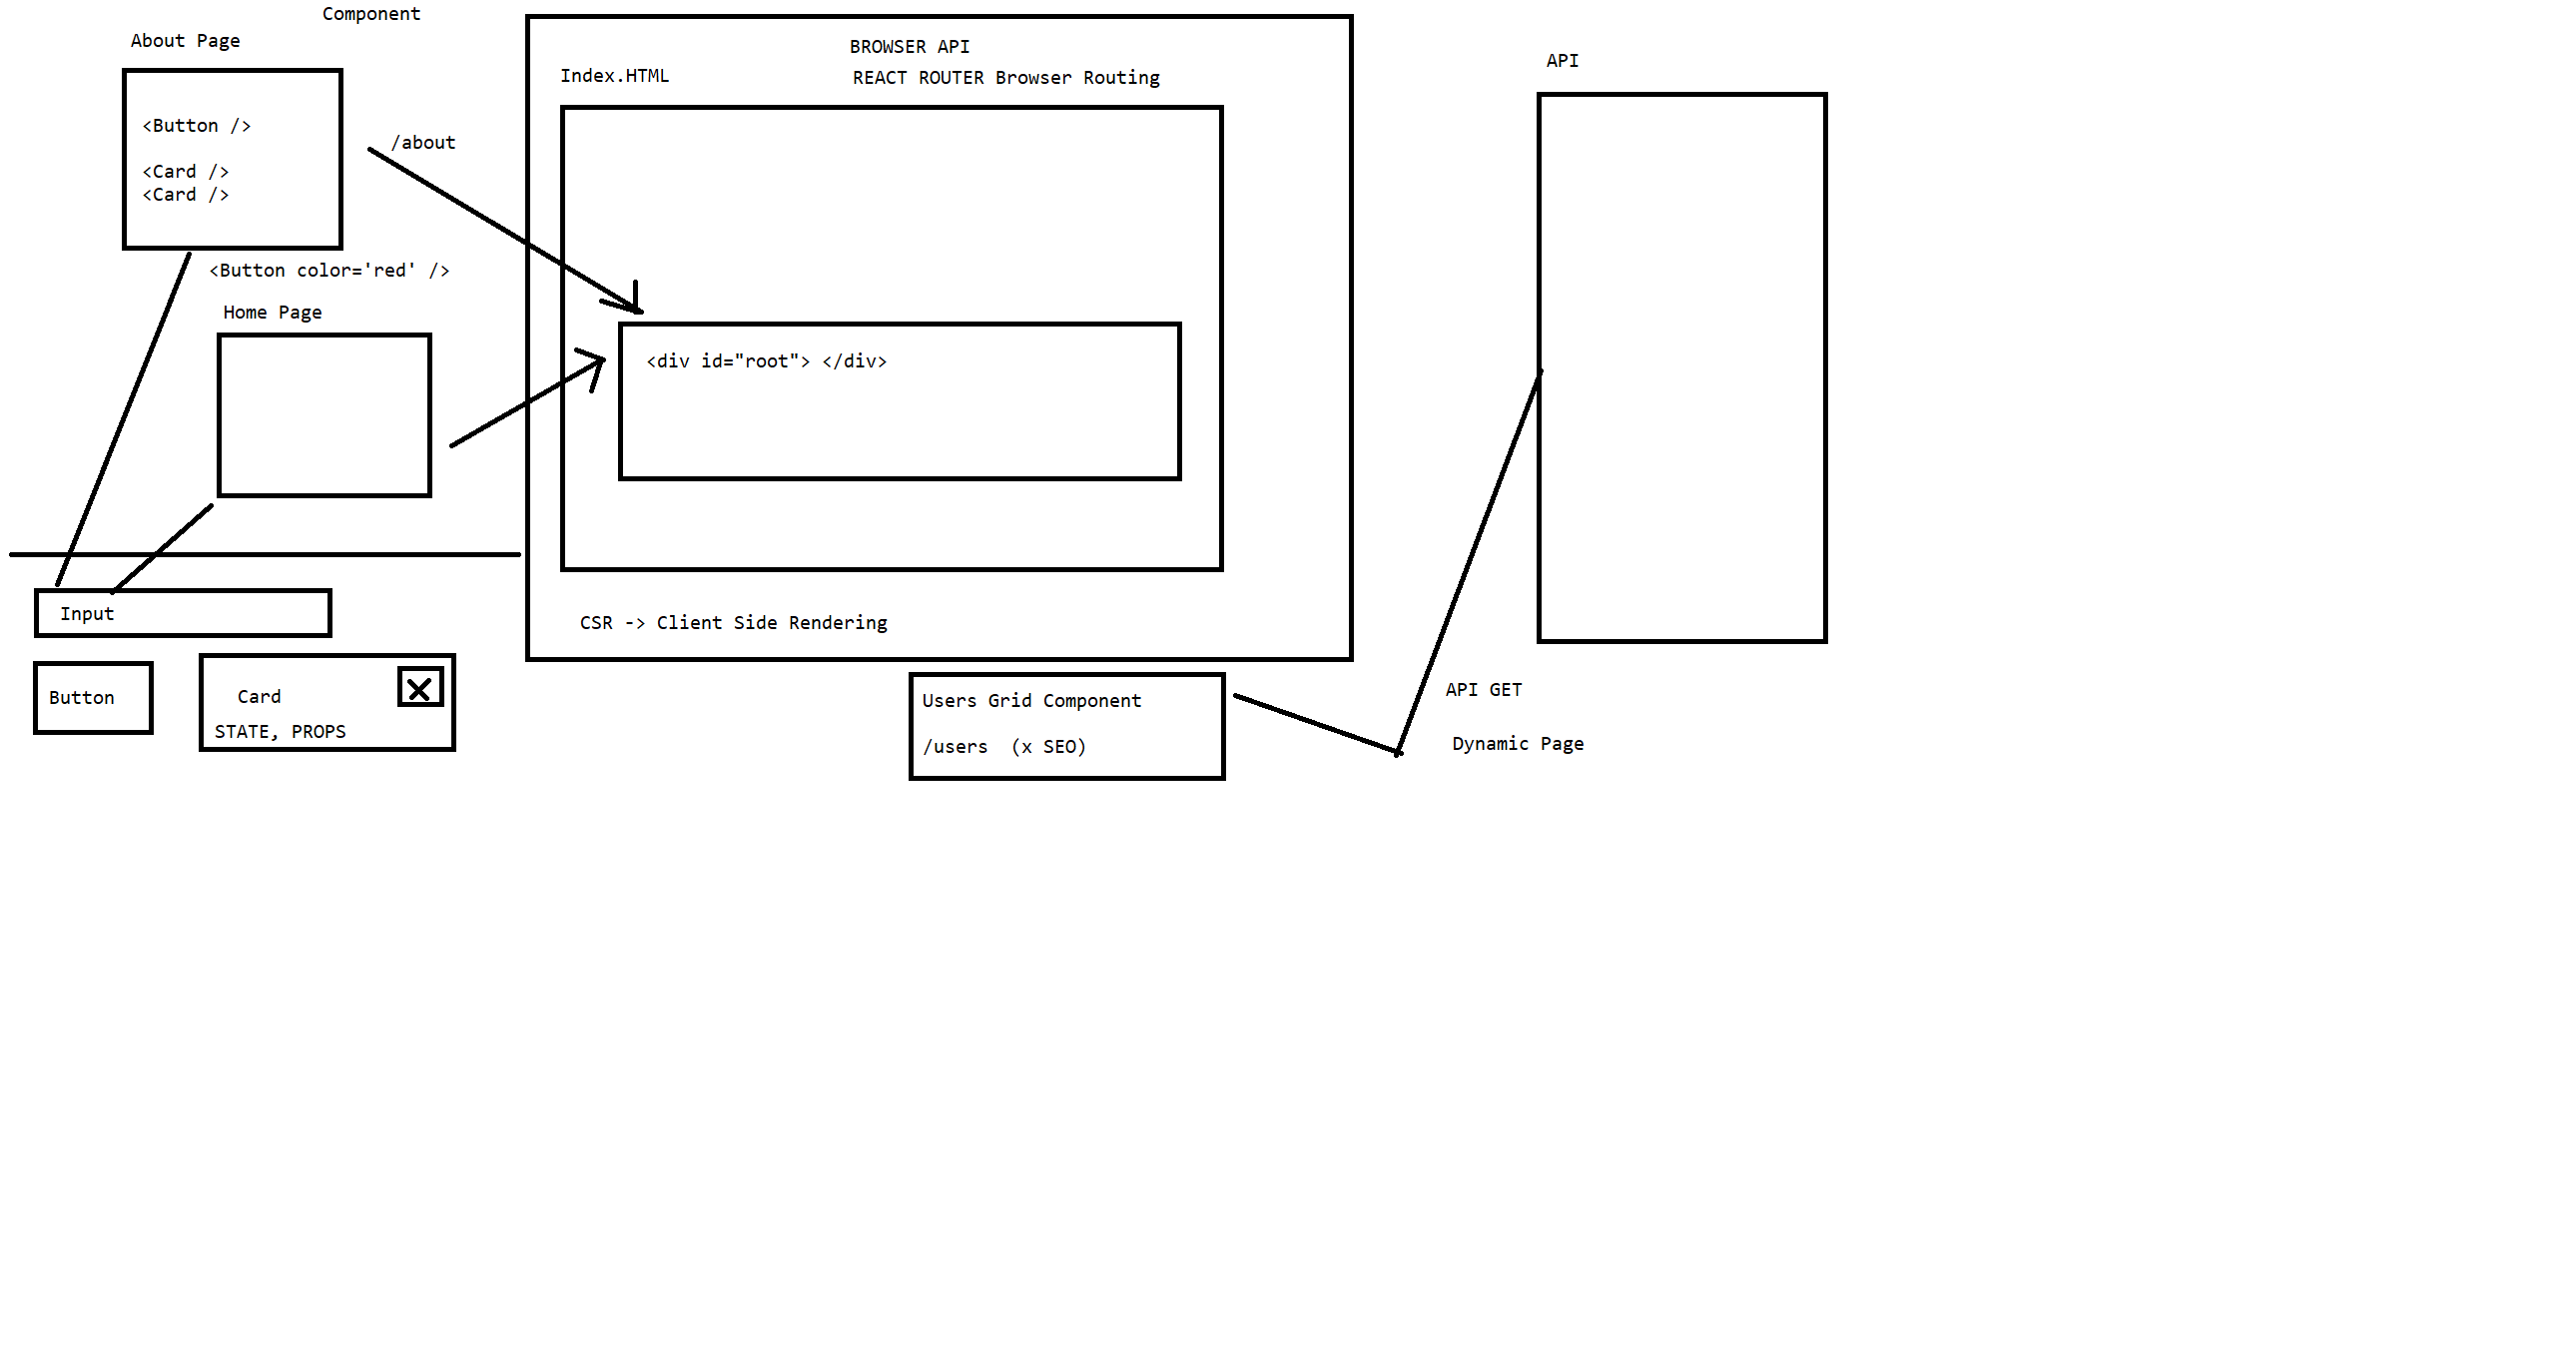 Component
About Page
<Button />
<Card />
<Card />
/about
<Button color='red' />
Home Page
Input
Button
Card
STATE, PROPS
BROWSER API
Index.HTML
REACT ROUTER Browser Routing
<div id="root"> </div>
CSR -> Client Side Rendering
Users Grid Component
/users (x SEO)
API
API GET
Dynamic Page